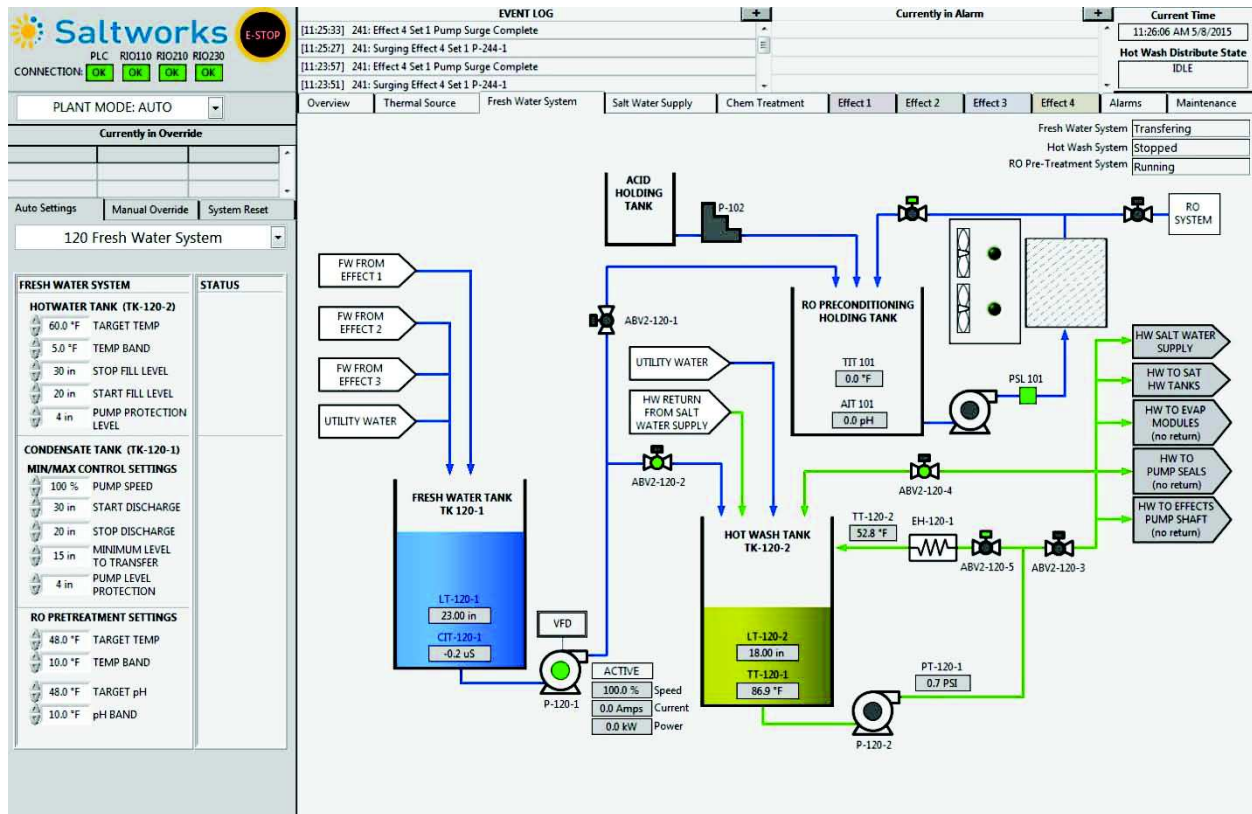 Saltworks
E-STOP
PLC RIO110 RIO210 RIO230
CONNECTION: OK OK OK OK
PLANT MODE: AUTO
Currently in Override
Auto Settings
Manual Override
System Reset
120 Fresh Water System
FRESH WATER SYSTEM
STATUS
HOTWATER TANK (TK-120-2)
60.0 °F TARGET TEMP
5.0 °F TEMP BAND
30 in STOP FILL LEVEL
20 in START FILL LEVEL
4 in PUMP PROTECTION
LEVEL
CONDENSATE TANK (TK-120-1)
MIN/MAX CONTROL SETTINGS
100 % PUMP SPEED
30 in START DISCHARGE
20 in STOP DISCHARGE
15 in MINIMUM LEVEL
TO TRANSFER
4 in PUMP LEVEL
PROTECTION
RO PRETREATMENT SETTINGS
48.0 °F TARGET TEMP
10.0 °F TEMP BAND
48.0 °F TARGET pH
10.0 °F pH BAND
EVENT LOG
+
[11:25:33] 241: Effect 4 Set 1 Pump Surge Complete
[11:25:27] 241: Surging Effect 4 Set 1 P-244-1
[11:23:57] 241: Effect 4 Set 1 Pump Surge Complete
[11:23:51] 241: Surging Effect 4 Set 1 P-244-1
Currently in Alarm
+
Current Time
11:26:06 AM 5/8/2015
Hot Wash Distribute State
IDLE
Overview
Thermal Source
Fresh Water System
Salt Water Supply
Chem Treatment
Effect 1
Effect 2
Effect 3
Effect 4
Alarms
Maintenance
Fresh Water System Transfering
Hot Wash System Stopped
RO Pre-Treatment System Running
ACID
HOLDING
TANK
P-102
RO
SYSTEM
FW FROM
EFFECT 1
FW FROM
EFFECT 2
FW FROM
EFFECT 3
UTILITY WATER
ABV2-120-1
RO PRECONDITIONING
HOLDING TANK
TIT 101
0.0 °F
AIT 101
0.0 pH
PSL 101
UTILITY WATER
HW RETURN
FROM SALT
WATER SUPPLY
HW SALT WATER
SUPPLY
HW TO SAT
HW TANKS
HW TO EVAP
MODULES
(no return)
HW TO
PUMP SEALS
(no return)
HW TO EFFECTS
PUMP SHAFT
(no return)
ABV2-120-2
ABV2-120-4
FRESH WATER TANK
TK 120-1
LT-120-1
23.00 in
CIT-120-1
-0.2 uS
VFD
P-120-1
ACTIVE
100.0 % Speed
0.0 Amps Current
0.0 kW Power
HOT WASH TANK
TK-120-2
LT-120-2
18.00 in
TT-120-1
86.9 °F
TT-120-2
52.8 °F
EH-120-1
ABV2-120-5
ABV2-120-3
PT-120-1
0.7 PSI
P-120-2